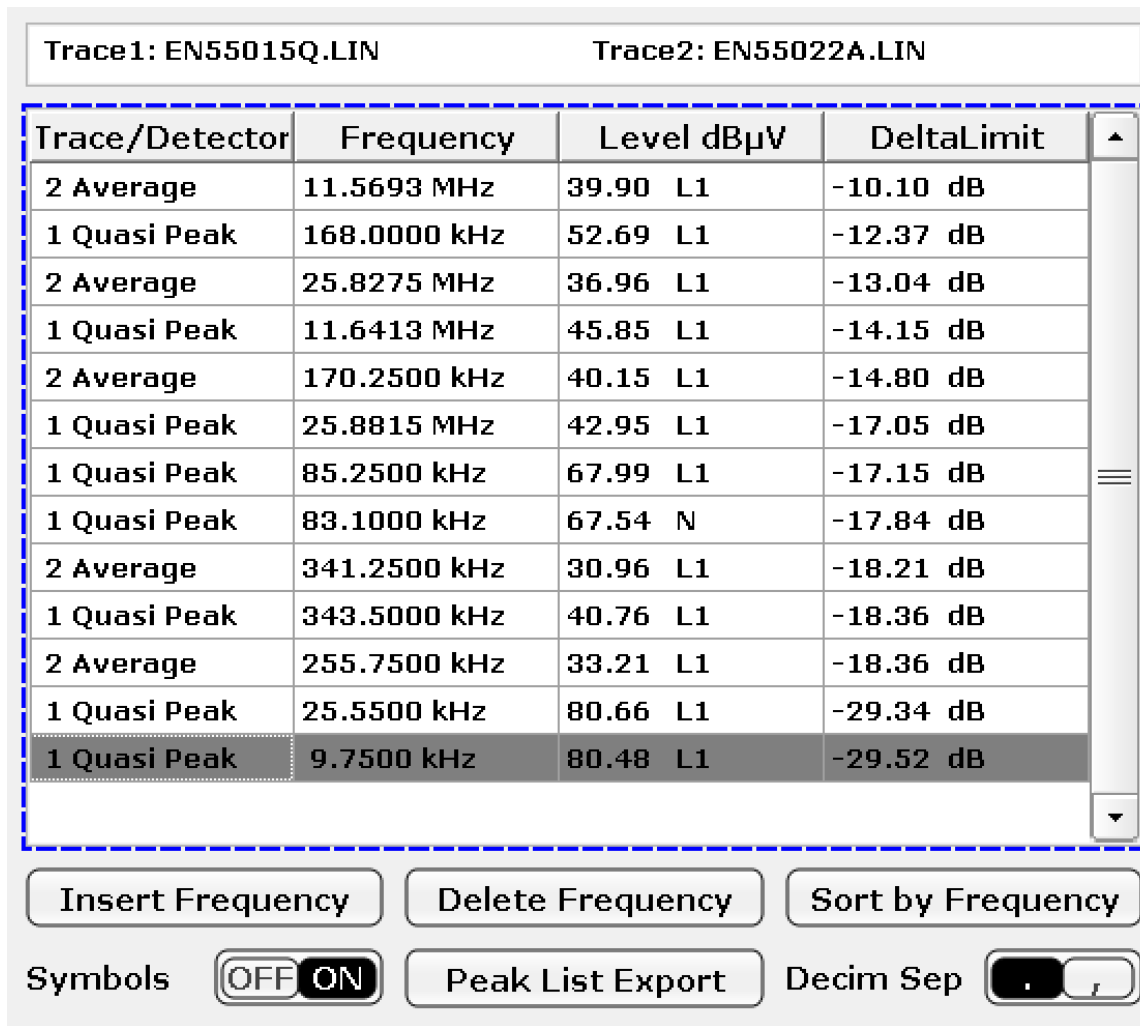 Trace1: EN55015Q.LIN Trace2: EN55022A.LIN
Trace/Detector Frequency Level dBµV DeltaLimit
2 Average 11.5693 MHz 39.90 L1 -10.10 dB
1 Quasi Peak 168.0000 kHz 52.69 L1 -12.37 dB
2 Average 25.8275 MHz 36.96 L1 -13.04 dB
1 Quasi Peak 11.6413 MHz 45.85 L1 -14.15 dB
2 Average 170.2500 kHz 40.15 L1 -14.80 dB
1 Quasi Peak 25.8815 MHz 42.95 L1 -17.05 dB
1 Quasi Peak 85.2500 kHz 67.99 L1 -17.15 dB
1 Quasi Peak 83.1000 kHz 67.54 N -17.84 dB
2 Average 341.2500 kHz 30.96 L1 -18.21 dB
1 Quasi Peak 343.5000 kHz 40.76 L1 -18.36 dB
2 Average 255.7500 kHz 33.21 L1 -18.36 dB
1 Quasi Peak 25.5500 kHz 80.66 L1 -29.34 dB
1 Quasi Peak 9.7500 kHz 80.48 L1 -29.52 dB
Insert Frequency Delete Frequency Sort by Frequency
Symbols OFF ON Peak List Export Decim Sep . ,